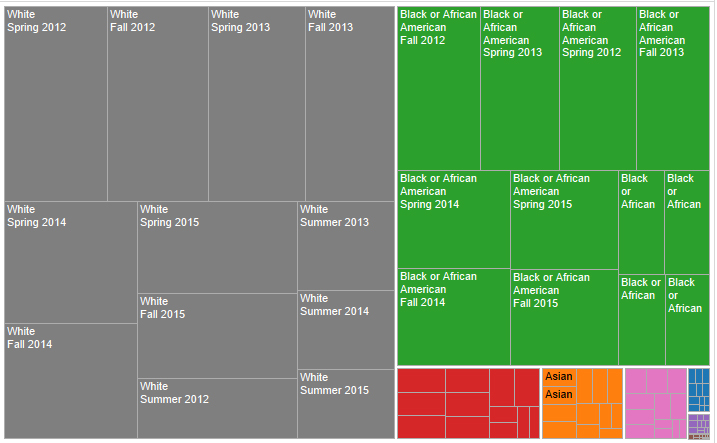 White
Spring 2012
White
Fall 2012
White
Spring 2013
White
Fall 2013
White
Spring 2014
White
Fall 2014
White
Spring 2015
White
Fall 2015
White
Summer 2012
White
Summer 2013
White
Summer 2014
White
Summer 2015
Black or African
American
Fall 2012
Black or
African
American
Spring 2013
Black or
African
American
Spring 2012
Black or
African
American
Fall 2013
Black or African
American
Spring 2014
Black or African
American
Fall 2014
Black or African
American
Spring 2015
Black or African
American
Fall 2015
Black
or
African
Black
or
African
Black or
African
Black
or
African
Asian
Asian